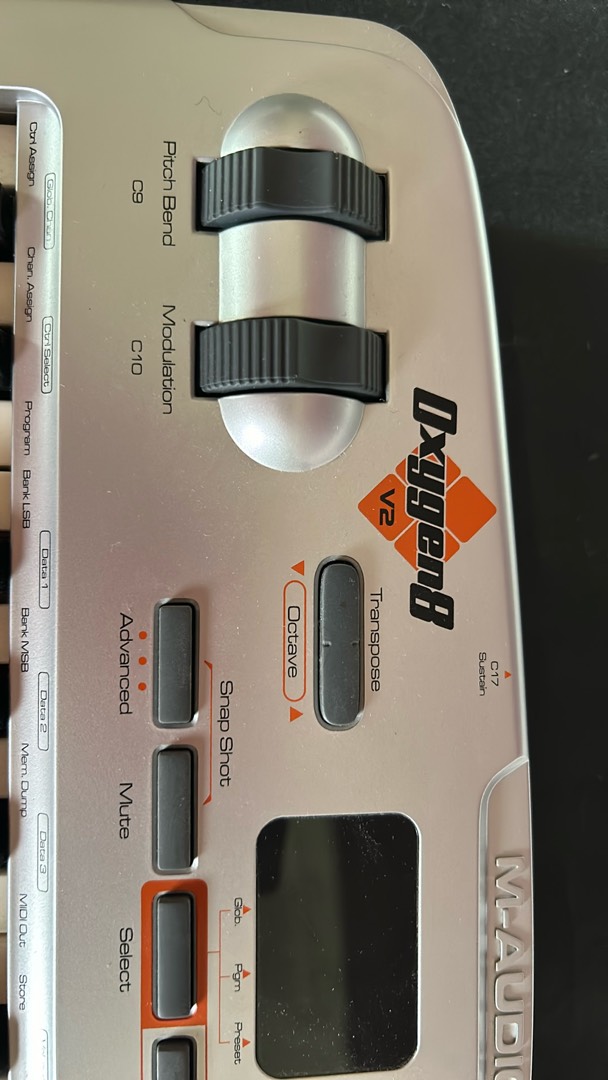 M-AUDIO
C17
Sustain
Oxygen8
V2
Transpose
Octave
Pitch Bend
C9
Modulation
C10
Snap Shot
Advanced
Mute
Select
Glob.
Pgm
Preset
Glob. Chan
Ctrl Select
Data 1
Data 2
Data 3
Ctrl Assign
Chan. Assign
Program
Bank LSB
Bank MSB
Mem. Dump
MIDI Out
Store